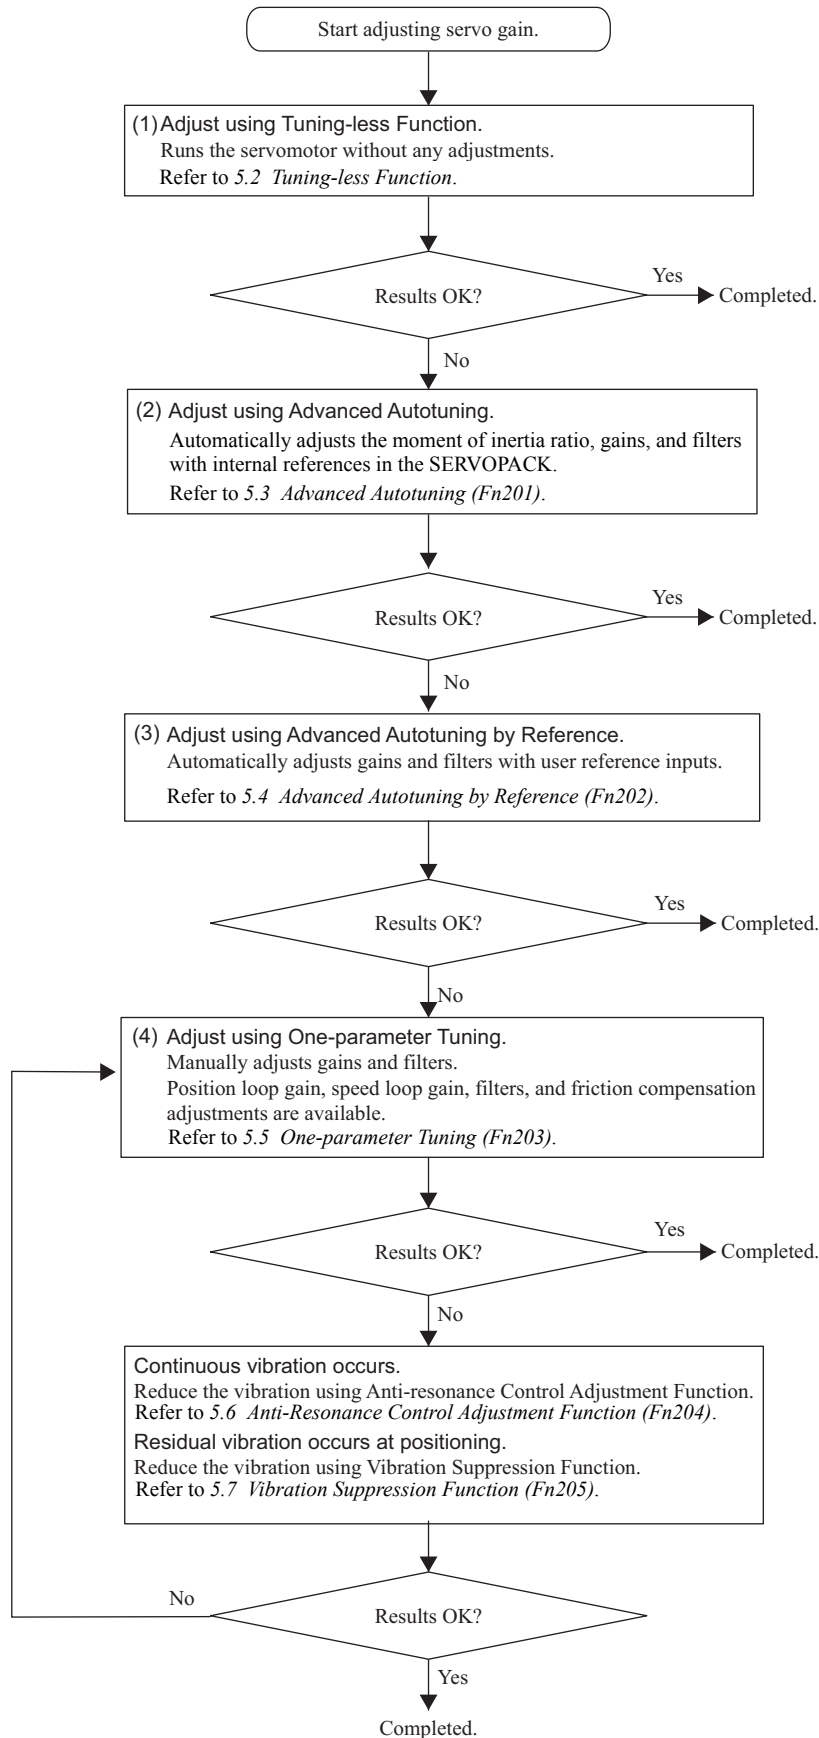 Start adjusting servo gain.
(1) Adjust using Tuning-less Function.
Runs the servomotor without any adjustments.
Refer to 5.2 Tuning-less Function.
Results OK?
Yes
Completed.
No
(2) Adjust using Advanced Autotuning.
Automatically adjusts the moment of inertia ratio, gains, and filters
with internal references in the SERVOPACK.
Refer to 5.3 Advanced Autotuning (Fn201).
Results OK?
Yes
Completed.
No
(3) Adjust using Advanced Autotuning by Reference.
Automatically adjusts gains and filters with user reference inputs.
Refer to 5.4 Advanced Autotuning by Reference (Fn202).
Results OK?
Yes
Completed.
No
(4) Adjust using One-parameter Tuning.
Manually adjusts gains and filters.
Position loop gain, speed loop gain, filters, and friction compensation
adjustments are available.
Refer to 5.5 One-parameter Tuning (Fn203).
Results OK?
Yes
Completed.
No
Continuous vibration occurs.
Reduce the vibration using Anti-resonance Control Adjustment Function.
Refer to 5.6 Anti-Resonance Control Adjustment Function (Fn204).
Residual vibration occurs at positioning.
Reduce the vibration using Vibration Suppression Function.
Refer to 5.7 Vibration Suppression Function (Fn205).
No
Results OK?
Yes
Completed.